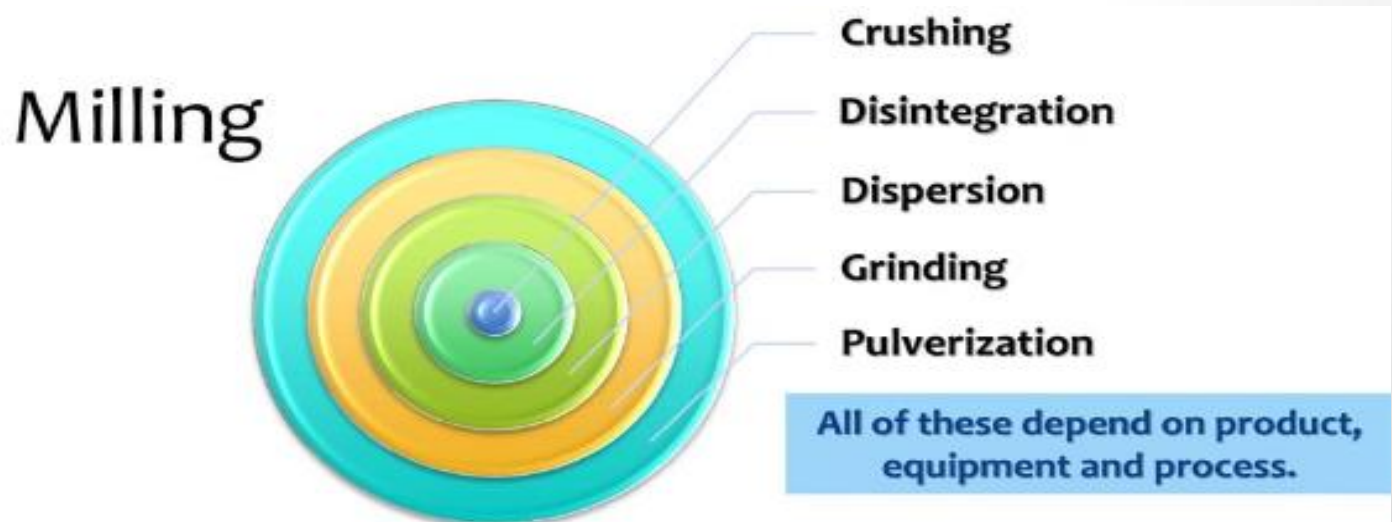 Milling
Crushing
Disintegration
Dispersion
Grinding
Pulverization
All of these depend on product,
equipment and process.